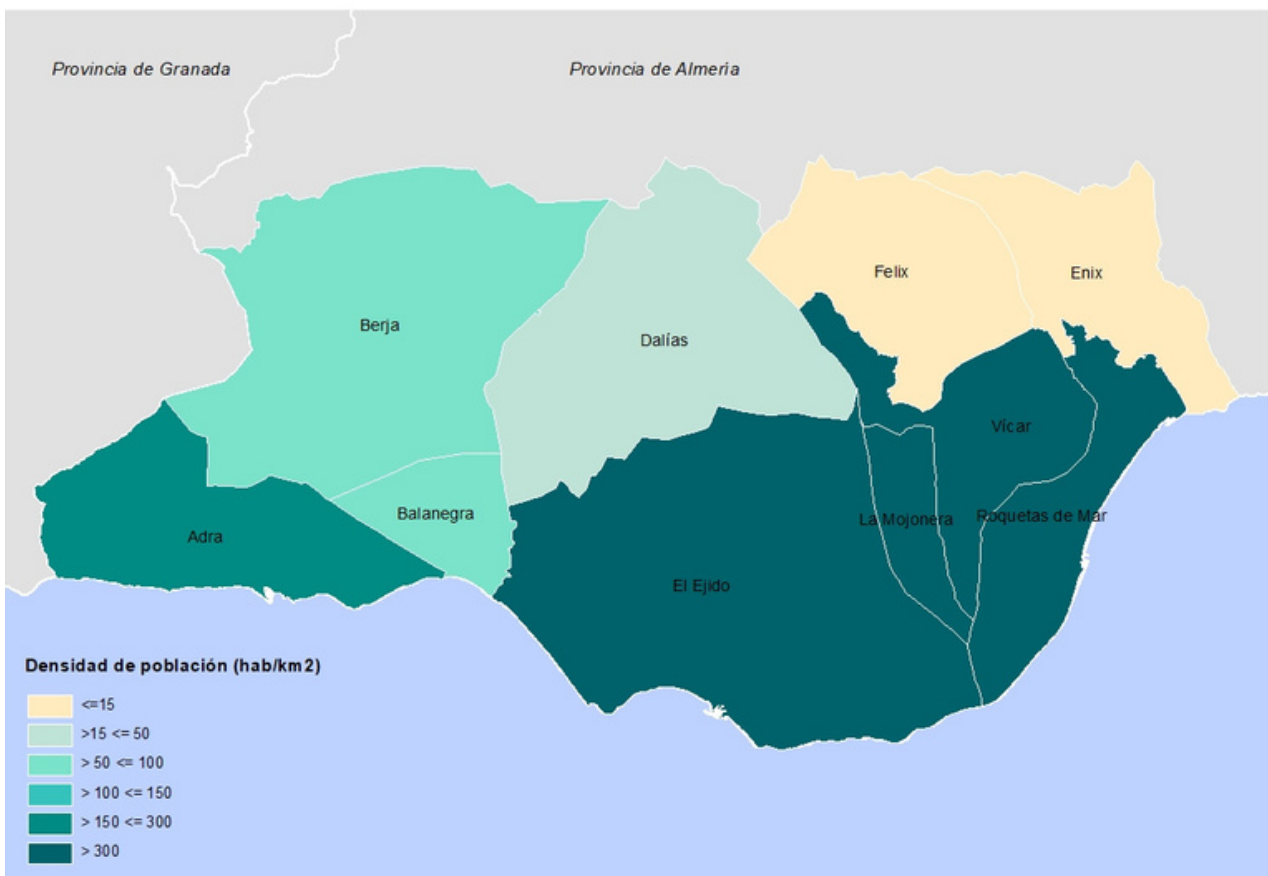 Provincia de Granada
Provincia de Almería
Felix
Enix
Berja
Dalías
Vícar
Balanegra
La Mojonera
Roquetas de Mar
Adra
El Ejido
Densidad de población (hab/km2)
<=15
>15 <= 50
> 50 <= 100
> 100 <= 150
> 150 <= 300
> 300